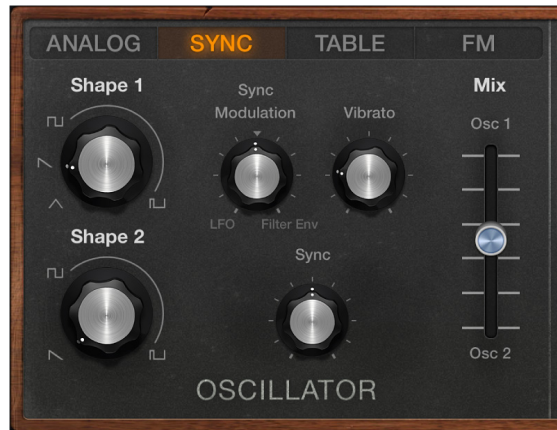 ANALOG SYNC TABLE FM
Shape 1
Sync
Modulation
Vibrato
Mix
Osc 1
LFO Filter Env
Shape 2
Sync
Osc 2
OSCILLATOR